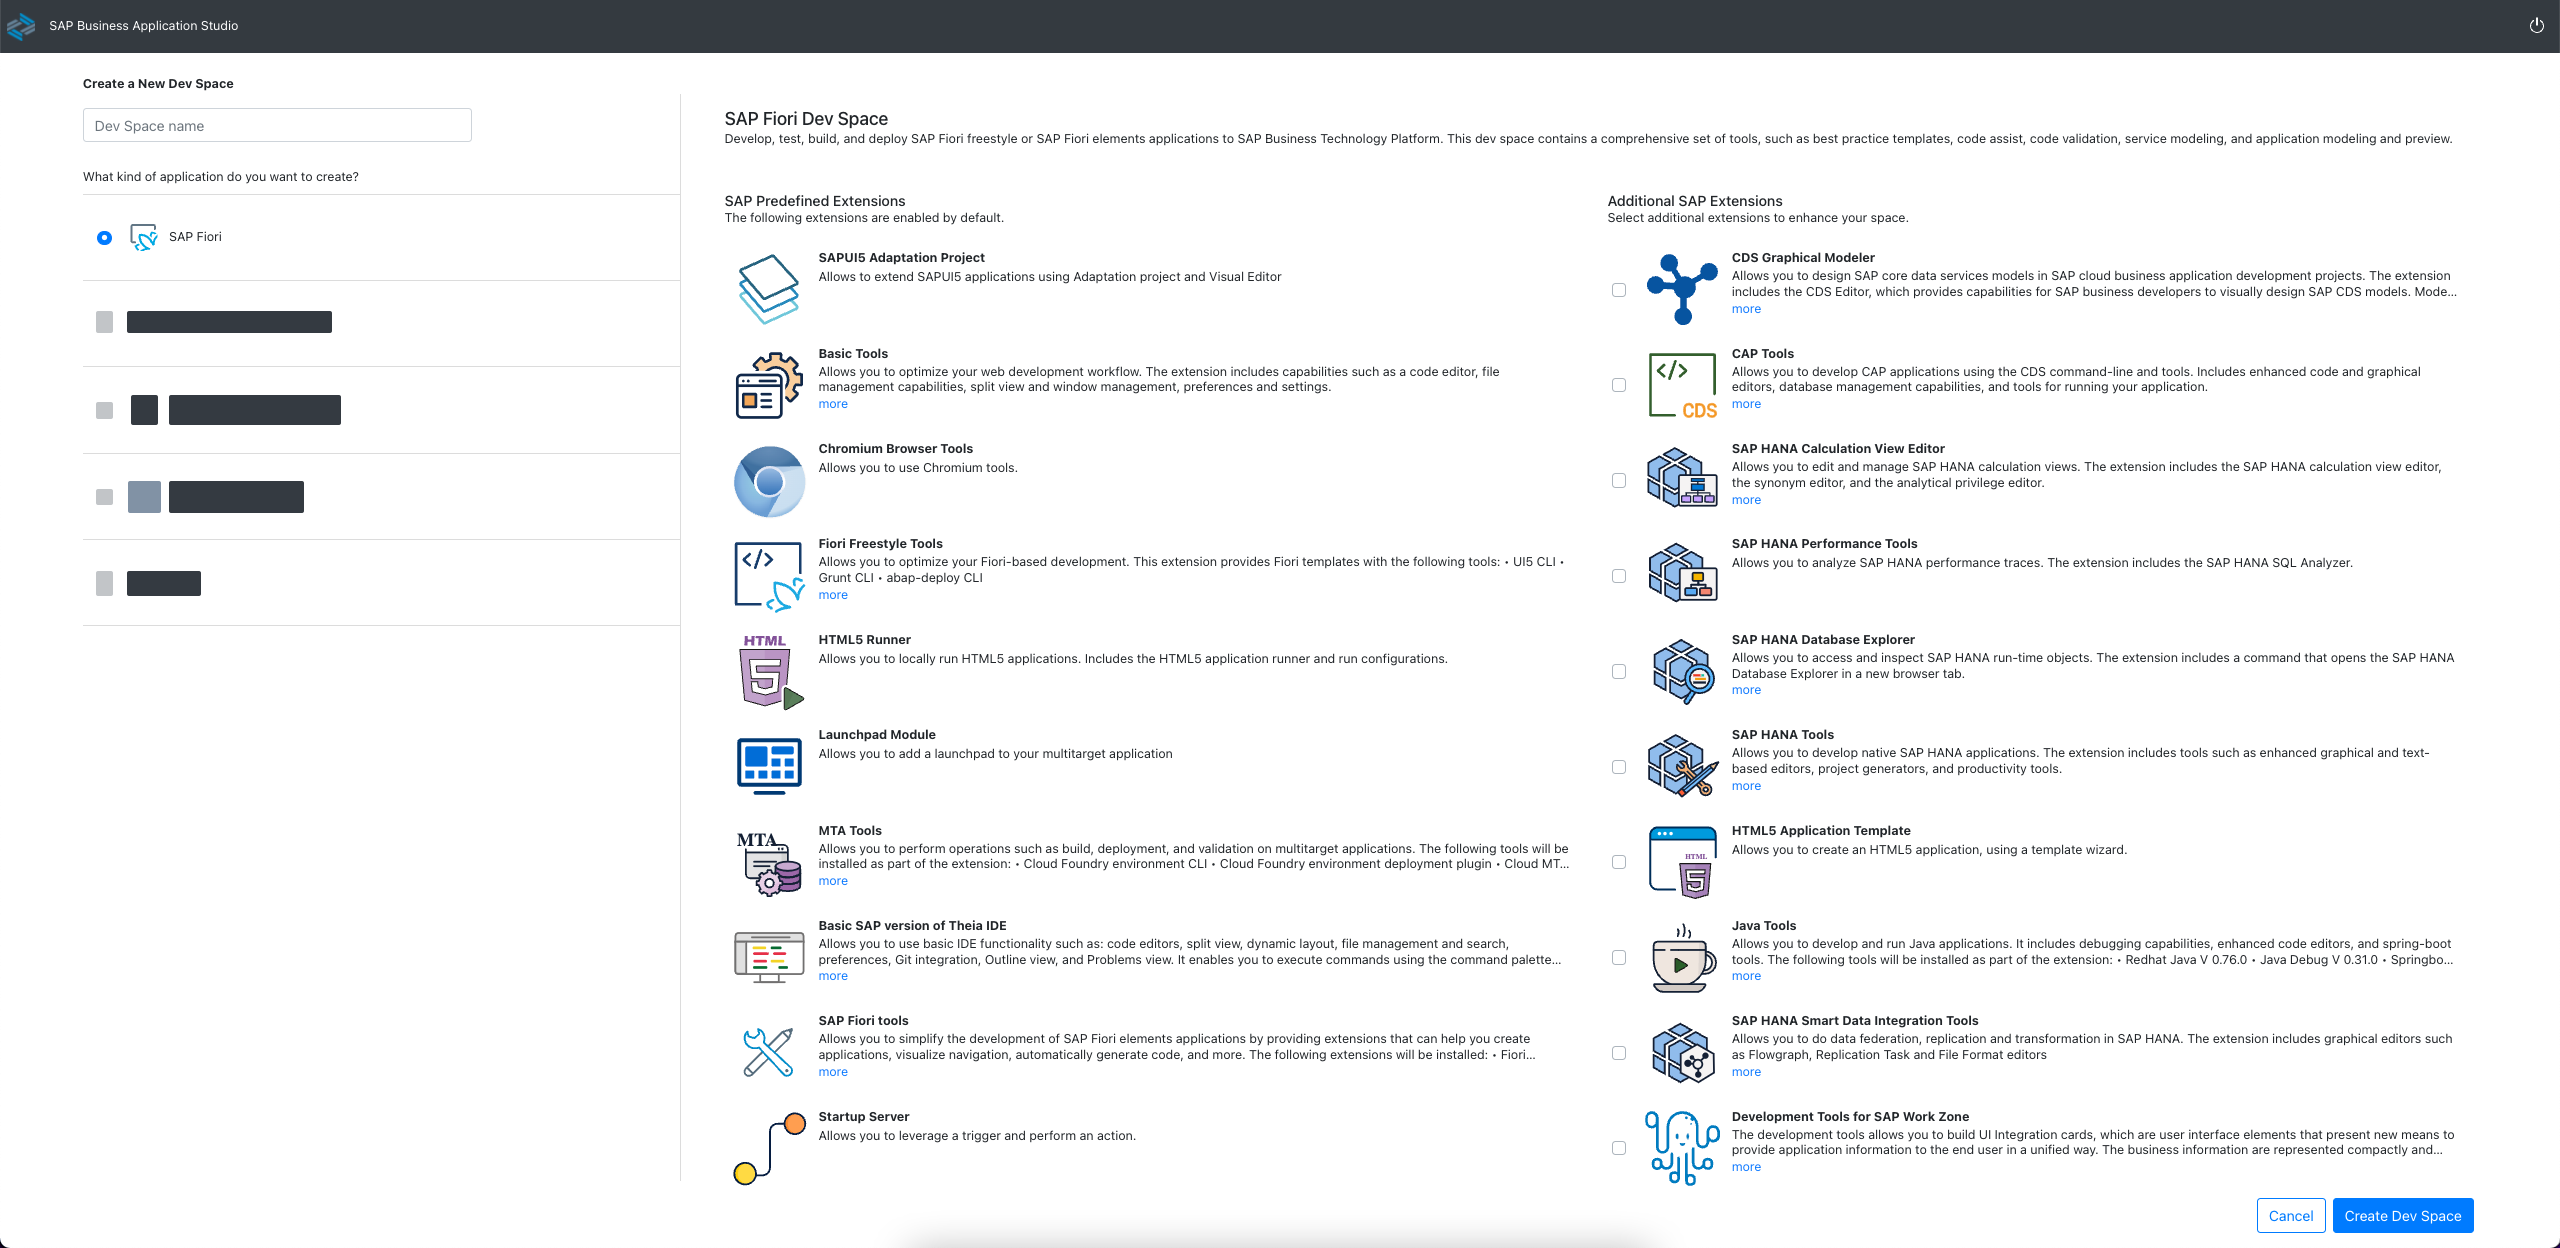 SAP Business Application Studio
Create a New Dev Space
Dev Space name
What kind of application do you want to create?
SAP Fiori
SAP Fiori Dev Space
Develop, test, build, and deploy SAP Fiori freestyle or SAP Fiori elements applications to SAP Business Technology Platform. This dev space contains a comprehensive set of tools, such as best practice templates, code assist, code validation, service modeling, and application modeling and preview.
SAP Predefined Extensions
The following extensions are enabled by default.
SAPUI5 Adaptation Project
Allows to extend SAPUI5 applications using Adaptation project and Visual Editor
Basic Tools
Allows you to optimize your web development workflow. The extension includes capabilities such as a code editor, file
management capabilities, split view and window management, preferences and settings.
more
Chromium Browser Tools
Allows you to use Chromium tools.
</>
Fiori Freestyle Tools
Allows you to optimize your Fiori-based development. This extension provides Fiori templates with the following tools: • UI5 CLI •
Grunt CLI • abap-deploy CLI
more
HTML
5
HTML5 Runner
Allows you to locally run HTML5 applications. Includes the HTML5 application runner and run configurations.
Launchpad Module
Allows you to add a launchpad to your multitarget application
MTA
MTA Tools
Allows you to perform operations such as build, deployment, and validation on multitarget applications. The following tools will be
installed as part of the extension: • Cloud Foundry environment CLI • Cloud Foundry environment deployment plugin • Cloud MT...
more
Basic SAP version of Theia IDE
Allows you to use basic IDE functionality such as: code editors, split view, dynamic layout, file management and search,
preferences, Git integration, Outline view, and Problems view. It enables you to execute commands using the command palette...
more
SAP Fiori tools
Allows you to simplify the development of SAP Fiori elements applications by providing extensions that can help you create
applications, visualize navigation, automatically generate code, and more. The following extensions will be installed: • Fiori...
more
Startup Server
Allows you to leverage a trigger and perform an action.
Additional SAP Extensions
Select additional extensions to enhance your space.
CDS Graphical Modeler
Allows you to design SAP core data services models in SAP cloud business application development projects. The extension
includes the CDS Editor, which provides capabilities for SAP business developers to visually design SAP CDS models. Mode...
more
</>
CDS
CAP Tools
Allows you to develop CAP applications using the CDS command-line and tools. Includes enhanced code and graphical
editors, database management capabilities, and tools for running your application.
more
SAP HANA Calculation View Editor
Allows you to edit and manage SAP HANA calculation views. The extension includes the SAP HANA calculation view editor,
the synonym editor, and the analytical privilege editor.
more
SAP HANA Performance Tools
Allows you to analyze SAP HANA performance traces. The extension includes the SAP HANA SQL Analyzer.
SAP HANA Database Explorer
Allows you to access and inspect SAP HANA run-time objects. The extension includes a command that opens the SAP HANA
Database Explorer in a new browser tab.
more
SAP HANA Tools
Allows you to develop native SAP HANA applications. The extension includes tools such as enhanced graphical and text-
based editors, project generators, and productivity tools.
more
HTML
5
HTML5 Application Template
Allows you to create an HTML5 application, using a template wizard.
Java Tools
Allows you to develop and run Java applications. It includes debugging capabilities, enhanced code editors, and spring-boot
tools. The following tools will be installed as part of the extension: • Redhat Java V 0.76.0 • Java Debug V 0.31.0 • Springbo...
more
SAP HANA Smart Data Integration Tools
Allows you to do data federation, replication and transformation in SAP HANA. The extension includes graphical editors such
as Flowgraph, Replication Task and File Format editors
more
Development Tools for SAP Work Zone
The development tools allows you to build UI Integration cards, which are user interface elements that present new means to
provide application information to the end user in a unified way. The business information are represented compactly and...
more
Cancel
Create Dev Space